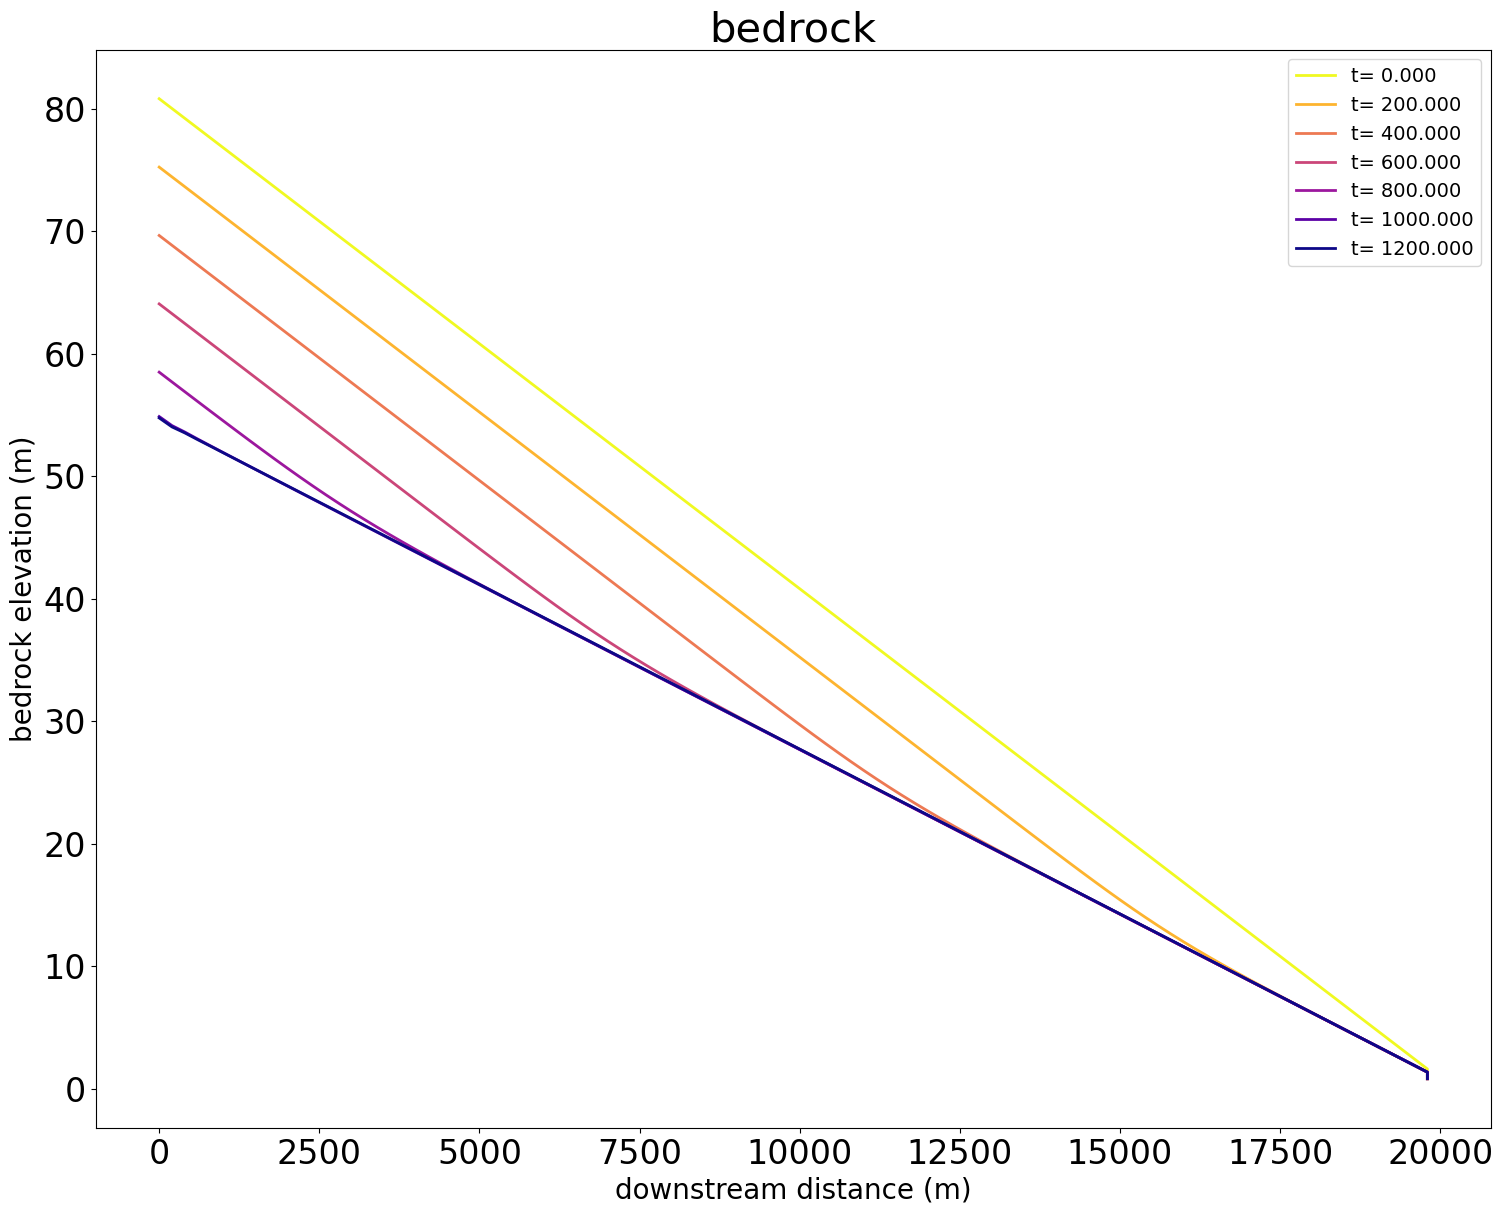 bedrock
t= 0.000
t= 200.000
t= 400.000
t= 600.000
t= 800.000
t= 1000.000
t= 1200.000
80
70
60
50
40
30
20
10
0
bedrock elevation (m)
0 2500 5000 7500 10000 12500 15000 17500 20000
downstream distance (m)